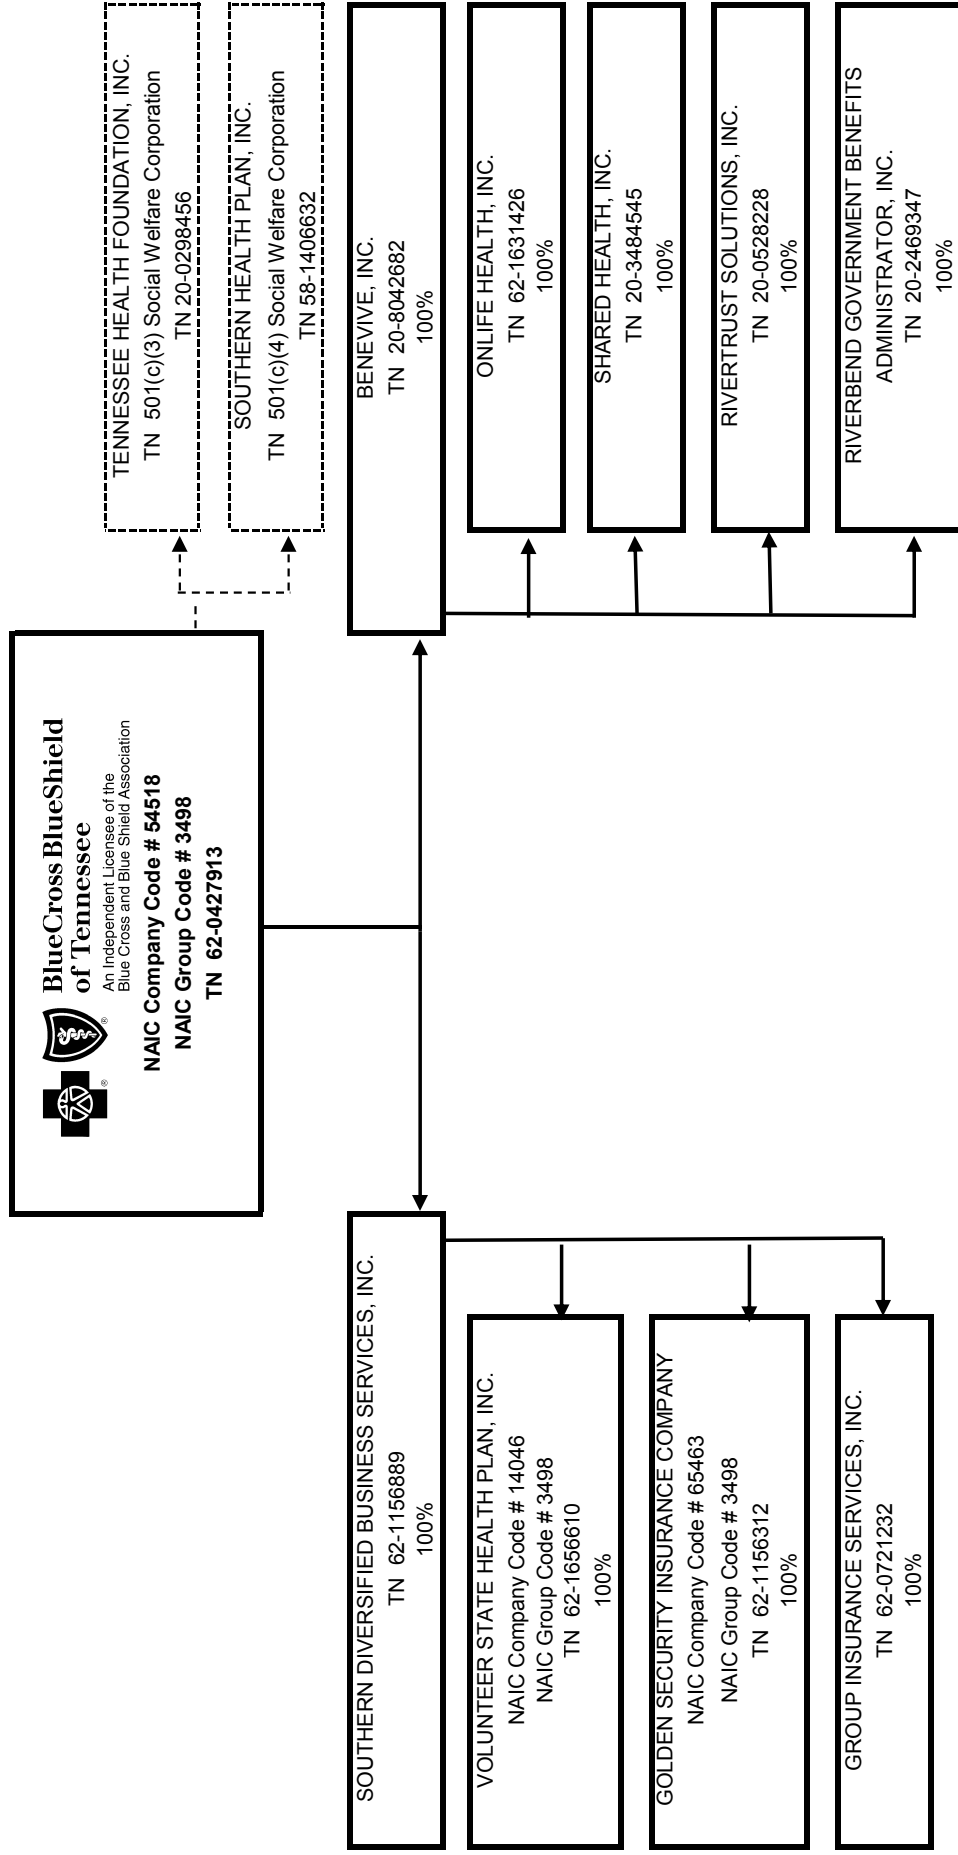 BlueCross BlueShield
of Tennessee
An Independent Licensee of the
Blue Cross and Blue Shield Association
® ®
NAIC Company Code # 54518
NAIC Group Code # 3498
TN 62-0427913
TENNESSEE HEALTH FOUNDATION, INC.
TN 501(c)(3) Social Welfare Corporation
TN 20-0298456
SOUTHERN HEALTH PLAN, INC.
TN 501(c)(4) Social Welfare Corporation
TN 58-1406632
SOUTHERN DIVERSIFIED BUSINESS SERVICES, INC.
TN 62-1156889
100%
VOLUNTEER STATE HEALTH PLAN, INC.
NAIC Company Code # 14046
NAIC Group Code # 3498
TN 62-1656610
100%
GOLDEN SECURITY INSURANCE COMPANY
NAIC Company Code # 65463
NAIC Group Code # 3498
TN 62-1156312
100%
GROUP INSURANCE SERVICES, INC.
TN 62-0721232
100%
BENEVIVE, INC.
TN 20-8042682
100%
ONLIFE HEALTH, INC.
TN 62-1631426
100%
SHARED HEALTH, INC.
TN 20-3484545
100%
RIVERTRUST SOLUTIONS, INC.
TN 20-0528228
100%
RIVERBEND GOVERNMENT BENEFITS
ADMINISTRATOR, INC.
TN 20-2469347
100%